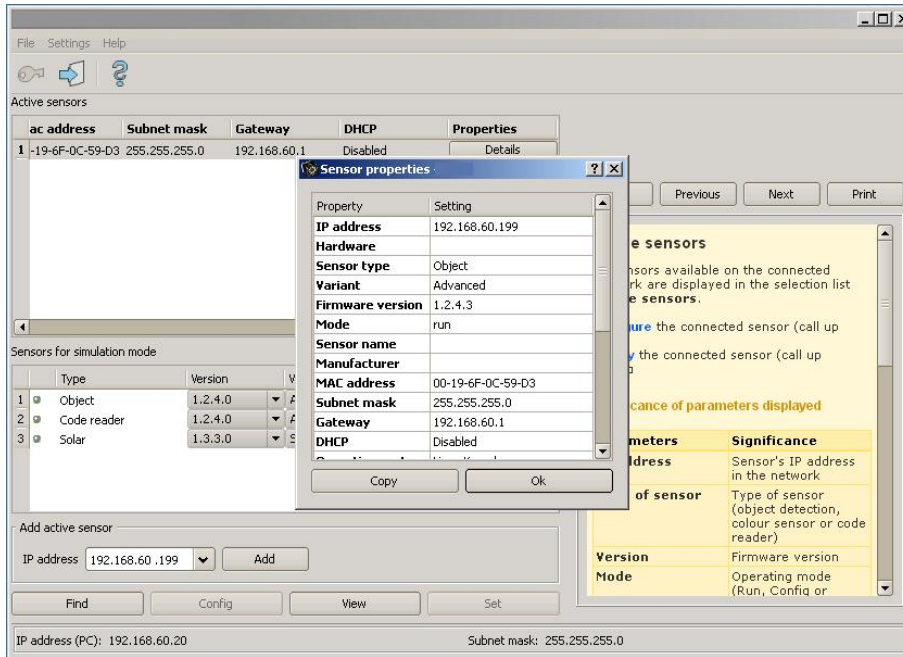 File Settings Help
Active sensors
ac address Subnet mask Gateway DHCP Properties
1 -19-6F-0C-59-D3 255.255.255.0 192.168.60.1 Disabled Details
Sensor properties
Property Setting
IP address 192.168.60.199
Hardware
Sensor type Object
Variant Advanced
Firmware version 1.2.4.3
Mode run
Sensor name
Manufacturer
MAC address 00-19-6F-0C-59-D3
Subnet mask 255.255.255.0
Gateway 192.168.60.1
DHCP Disabled
Copy Ok
Previous Next Print
e sensors
nsors available on the connected
rk are displayed in the selection list
e sensors.
ure the connected sensor (call up
y the connected sensor (call up
cance of parameters displayed
meters Significance
ddress Sensor's IP address
in the network
of sensor Type of sensor
(object detection,
colour sensor or code
reader)
Version Firmware version
Mode Operating mode
(Run, Config or
Sensors for simulation mode
Type Version V
1 Object 1.2.4.0 A
2 Code reader 1.2.4.0 A
3 Solar 1.3.3.0 S
Add active sensor
IP address 192.168.60 .199 Add
Find Config View Set
IP address (PC): 192.168.60.20 Subnet mask: 255.255.255.0